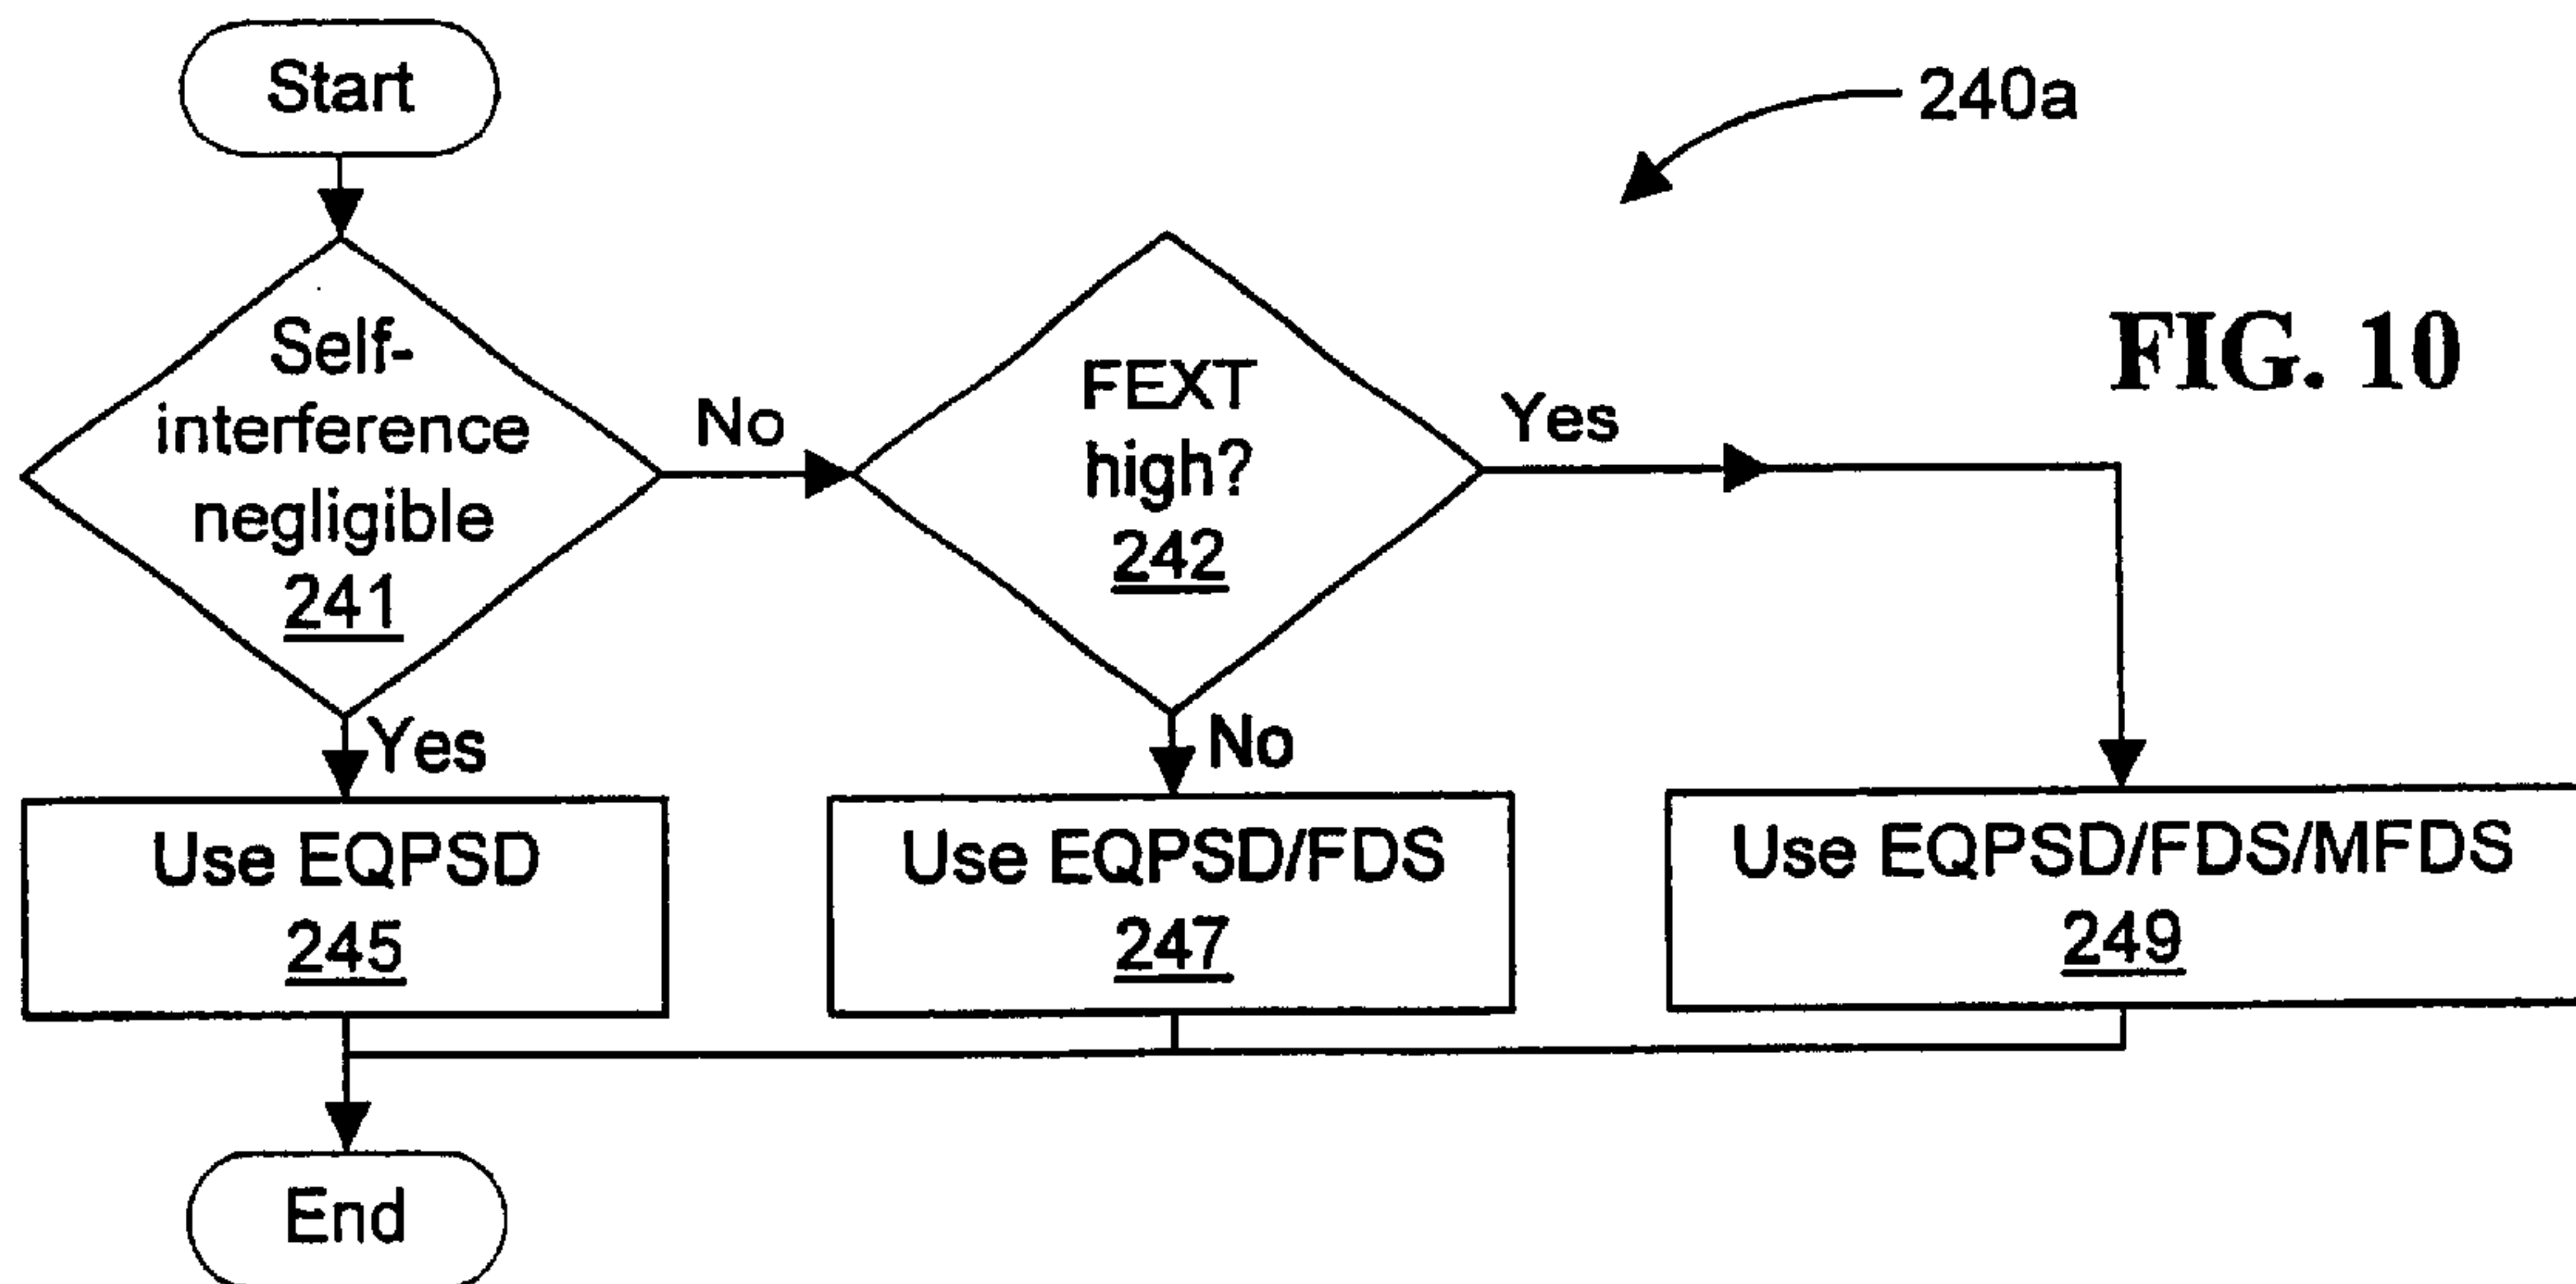 Start
240a
FIG. 10
Self-
interference
negligible
241
No
FEXT
high?
242
Yes
Yes
No
Use EQPSD
245
Use EQPSD/FDS
247
Use EQPSD/FDS/MFDS
249
End